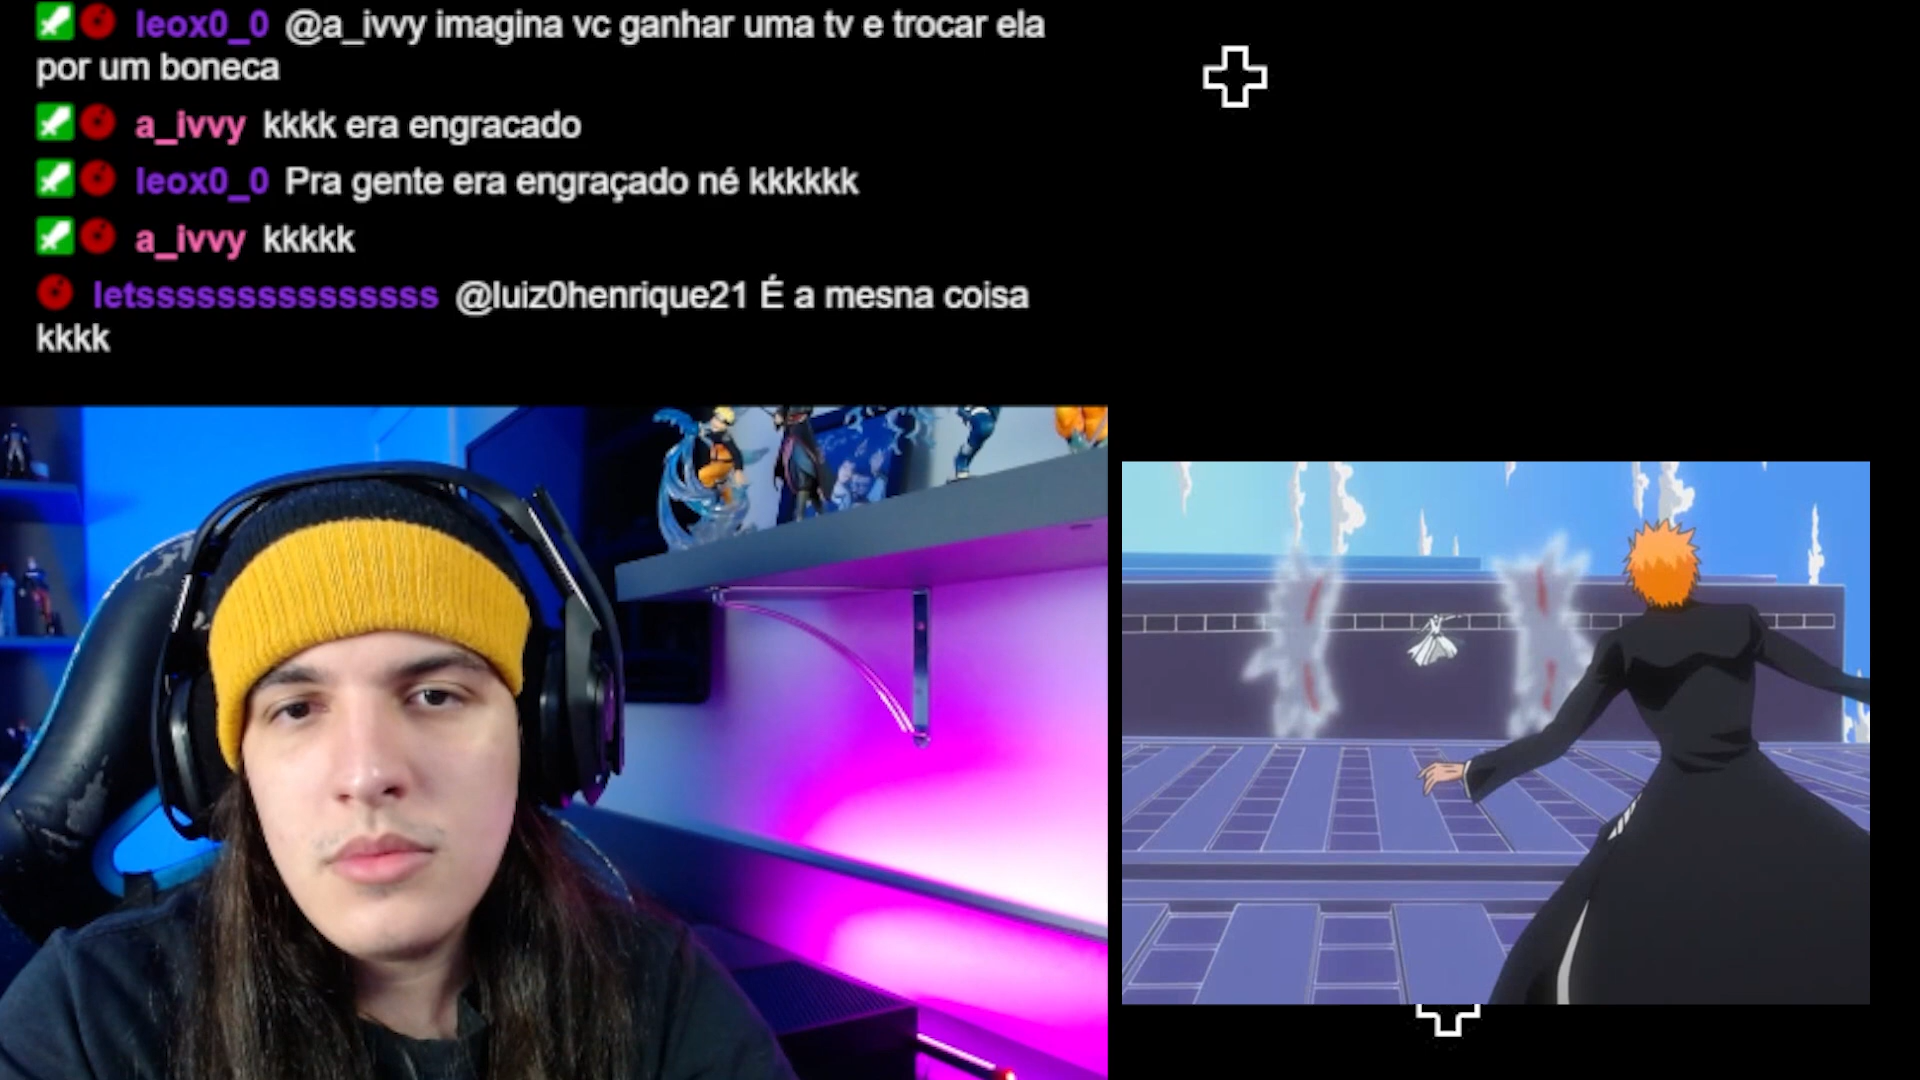 leox0_0 @a_ivvy imagina vc ganhar uma tv e trocar ela
por um boneca
a_ivvy kkkk era engracado
leox0_0 Pra gente era engraçado né kkkkkk
a_ivvy kkkkk
letsssssssssssssss @luiz0henrique21 É a mesna coisa
kkkk